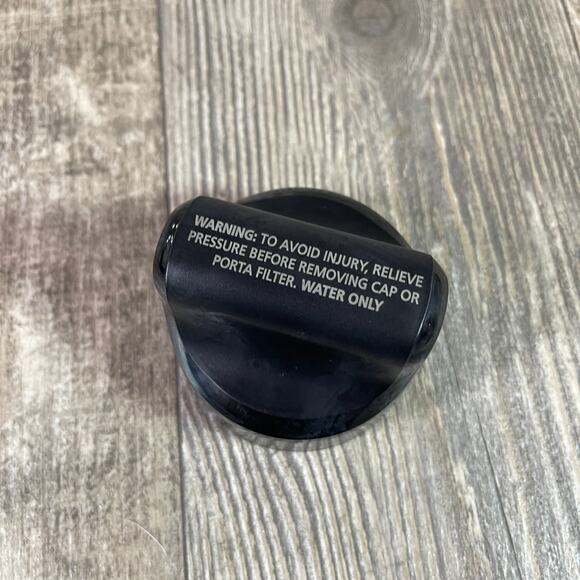 WARNING: TO AVOID INJURY, RELIEVE
PRESSURE BEFORE REMOVING CAP OR
PORTA FILTER. WATER ONLY